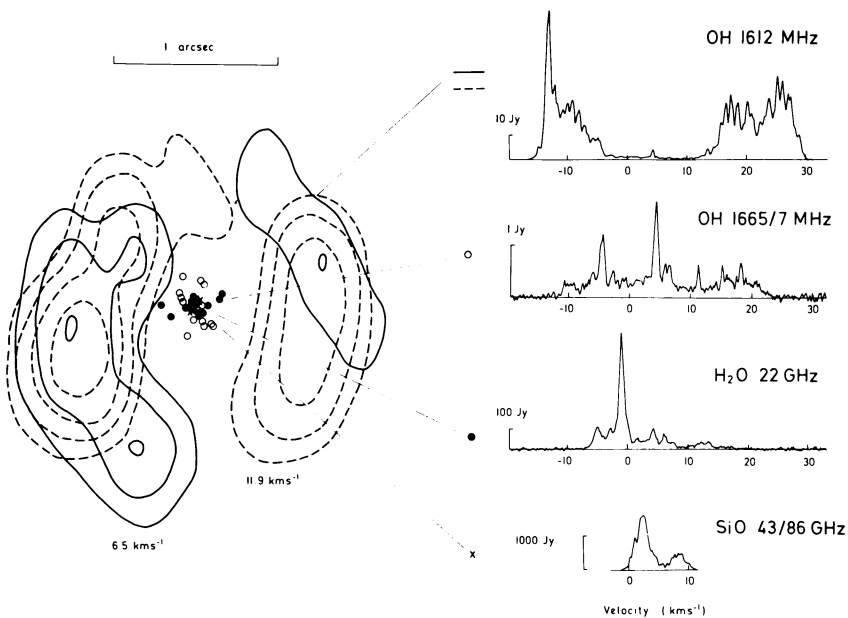 1 arcsec
OH 1612 MHz
10 Jy
-10 0 10 20 30
OH 1665/7 MHz
1 Jy
-10 0 10 20 30
H₂O 22 GHz
100 Jy
-10 0 10 20 30
11.9 kms⁻¹
6.5 kms⁻¹
SiO 43/86 GHz
1000 Jy
x
0 10
Velocity (kms⁻¹)